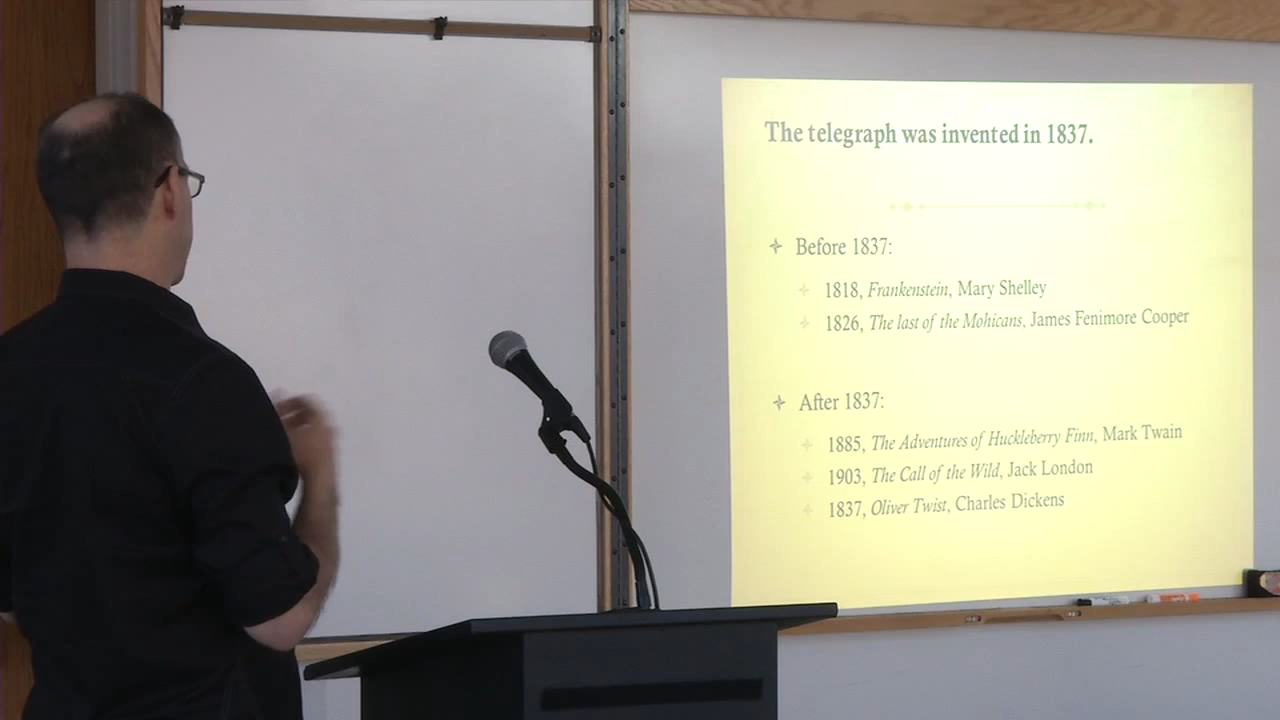 The telegraph was invented in 1837.
Before 1837:
1818, Frankenstein, Mary Shelley
1826, The last of the Mohicans, James Fenimore Cooper
After 1837:
1885, The Adventures of Huckleberry Finn, Mark Twain
1903, The Call of the Wild, Jack London
1837, Oliver Twist, Charles Dickens